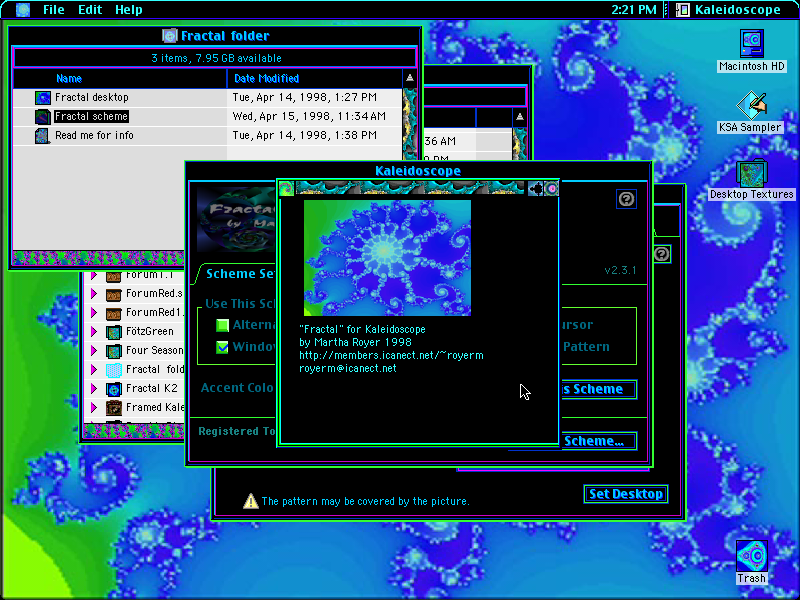 File Edit Help
2:21 PM
Kaleidoscope
Fractal folder
3 items, 7.95 GB available
Name
Date Modified
Fractal desktop
Tue, Apr 14, 1998, 1:27 PM
Fractal scheme
Wed, Apr 15, 1998, 11:34 AM
Read me for info
Tue, Apr 14, 1998, 1:38 PM
36 AM
Macintosh HD
KSA Sampler
Desktop Textures
Kaleidoscope
Fracta
by Ma
v2.3.1
Scheme Se
Use This Sch
Alterna
Window
ursor
Pattern
Accent Colo
s Scheme
Registered To
Scheme...
"Fractal" for Kaleidoscope
by Martha Royer 1998
http://members.icanect.net/~royerm
royerm@icanect.net
Forum1.1
ForumRed.s
ForumRed1.
FötzGreen
Four Season
Fractal fold
Fractal K2
Framed Kale
The pattern may be covered by the picture.
Set Desktop
Trash